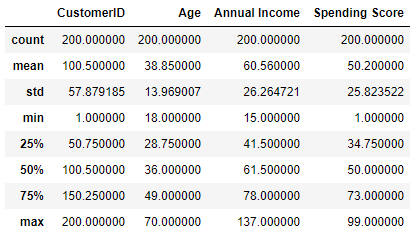 CustomerID Age Annual Income Spending Score
count 200.000000 200.000000 200.000000 200.000000
mean 100.500000 38.850000 60.560000 50.200000
std 57.879185 13.969007 26.264721 25.823522
min 1.000000 18.000000 15.000000 1.000000
25% 50.750000 28.750000 41.500000 34.750000
50% 100.500000 36.000000 61.500000 50.000000
75% 150.250000 49.000000 78.000000 73.000000
max 200.000000 70.000000 137.000000 99.000000